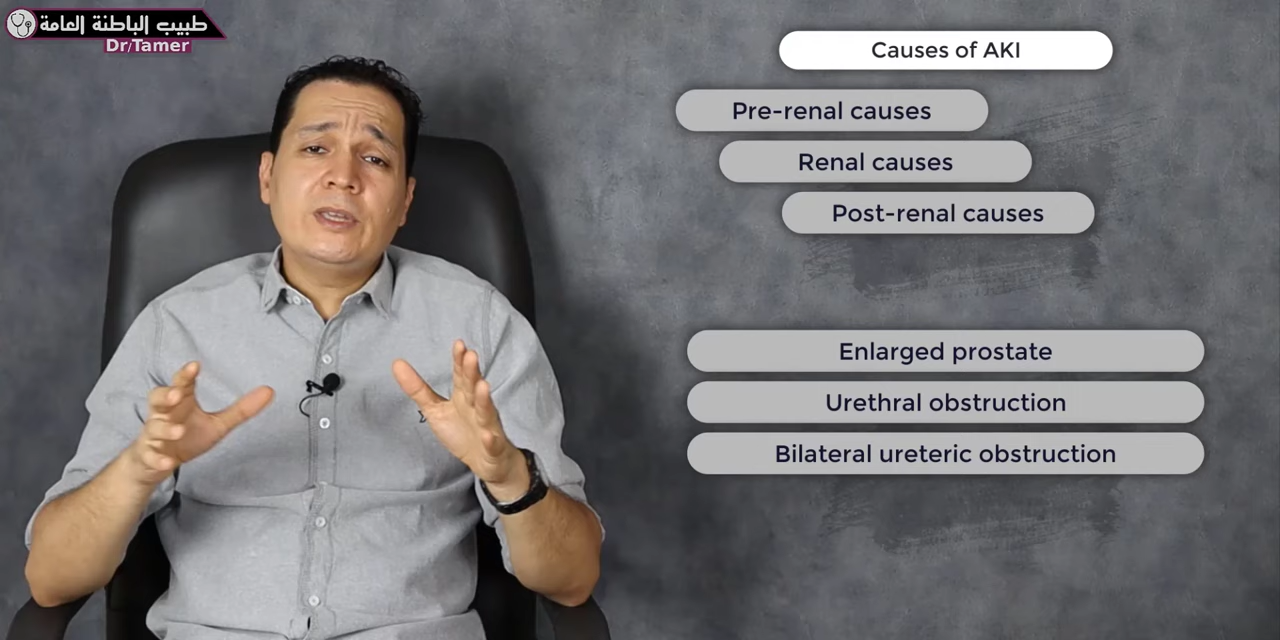 طبيب الباطنة العامة
Dr/Tamer
Causes of AKI
Pre-renal causes
Renal causes
Post-renal causes
Enlarged prostate
Urethral obstruction
Bilateral ureteric obstruction